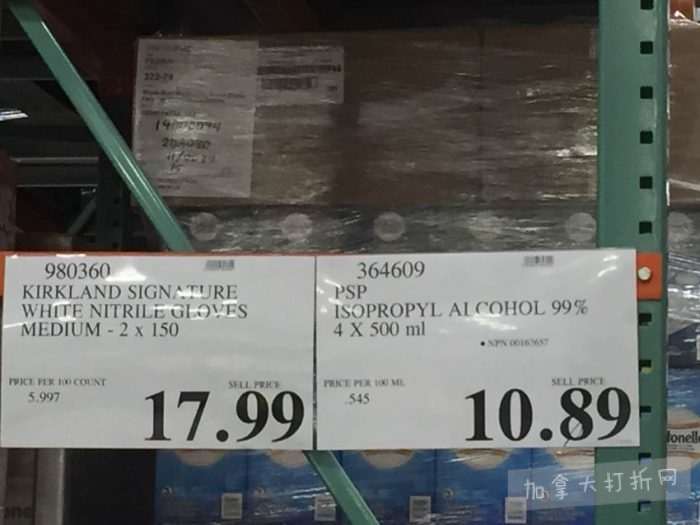 980360
KIRKLAND SIGNATURE
WHITE NITRILE GLOVES
MEDIUM - 2 x 150
PRICE PER 100 COUNT
5.997
SELL PRICE
17.99
364609
PSP
ISOPROPYL ALCOHOL 99%
4 X 500 ml
• NPN 00163657
PRICE PER 100 ML
.545
SELL PRICE
10.89
加拿大打折网